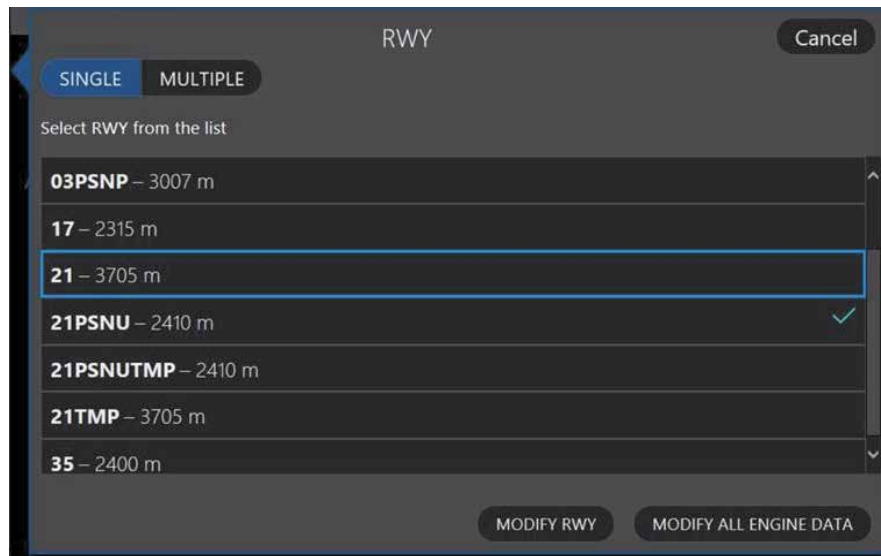 RWY
Cancel
SINGLE MULTIPLE
Select RWY from the list
03PSNP – 3007 m
17 – 2315 m
21 – 3705 m
21PSNU – 2410 m
21PSNUTMP – 2410 m
21TMP – 3705 m
35 – 2400 m
MODIFY RWY MODIFY ALL ENGINE DATA